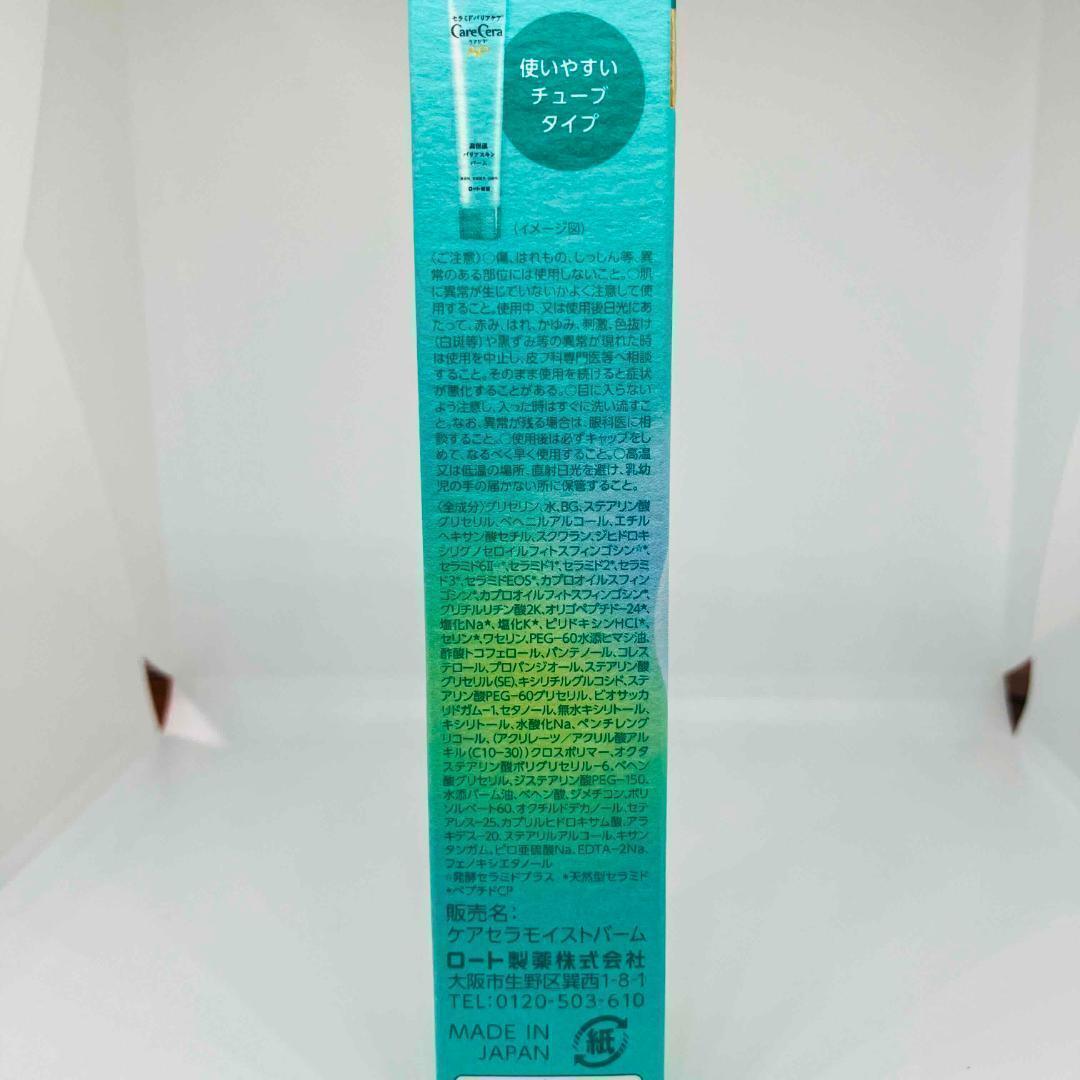 セラミドバリアケア
CareCera
ケアセラ
使いやすい
チューブ
タイプ
高保湿
バリアスキン
バーム
ロート製薬
(イメージ図)
〈ご注意〉○傷、はれもの、しっしん等、異
常のある部位には使用しないこと。○肌
に異常が生じていないかよく注意して使
用すること。使用中、又は使用後日光にあ
たって、赤み、はれ、かゆみ、刺激、色抜け
(白斑等)や黒ずみ等の異常が現れた時
は使用を中止し、皮フ科専門医等へ相談
すること。そのまま使用を続けると症状
が悪化することがある。○目に入らない
よう注意し、入った時はすぐに洗い流すこ
と。なお、異常が残る場合は、眼科医に相
談すること。○使用後は必ずキャップをし
めて、なるべく早く使用すること。○高温
又は低温の場所、直射日光を避け、乳幼
児の手の届かない所に保管すること。
〈全成分〉グリセリン、水、BG、ステアリン酸
グリセリル、ベヘニルアルコール、エチル
ヘキサン酸セチル、スクワラン、ジヒドロキ
シリグノセロイルフィトスフィンゴシン☆*、
セラミド6II*、セラミド1*、セラミド2*、セラミ
ド3*、セラミドEOS*、カプロオイルスフィン
ゴシン*、カプロオイルフィトスフィンゴシン*、
グリチルリチン酸2K、オリゴペプチド-24★、
塩化Na★、塩化K★、ピリドキシンHCl★、
セリン★、ワセリン、PEG-60水添ヒマシ油、
酢酸トコフェロール、パンテノール、コレス
テロール、プロパンジオール、ステアリン酸
グリセリル(SE)、キシリチルグルコシド、ステ
アリン酸PEG-60グリセリル、ビオサッカ
リドガム-1、セタノール、無水キシリトール、
キシリトール、水酸化Na、ペンチレング
リコール、(アクリレーツ/アクリル酸アル
キル(C10-30))クロスポリマー、オクタ
ステアリン酸ポリグリセリル-6、ベヘン
酸グリセリル、ジステアリン酸PEG-150、
水添パーム油、ベヘン酸、ジメチコン、ポリ
ソルベート60、オクチルドデカノール、セテ
アレス-25、カプリルヒドロキサム酸、アラ
キデス-20、ステアリルアルコール、キサン
タンガム、ピロ亜硫酸Na、EDTA-2Na、
フェノキシエタノール
☆発酵セラミドプラス *天然型セラミド
★ペプチドCP
販売名:
ケアセラモイストバーム
ロート製薬株式会社
大阪市生野区巽西1-8-1
TEL:0120-503-610
MADE IN
JAPAN
紙